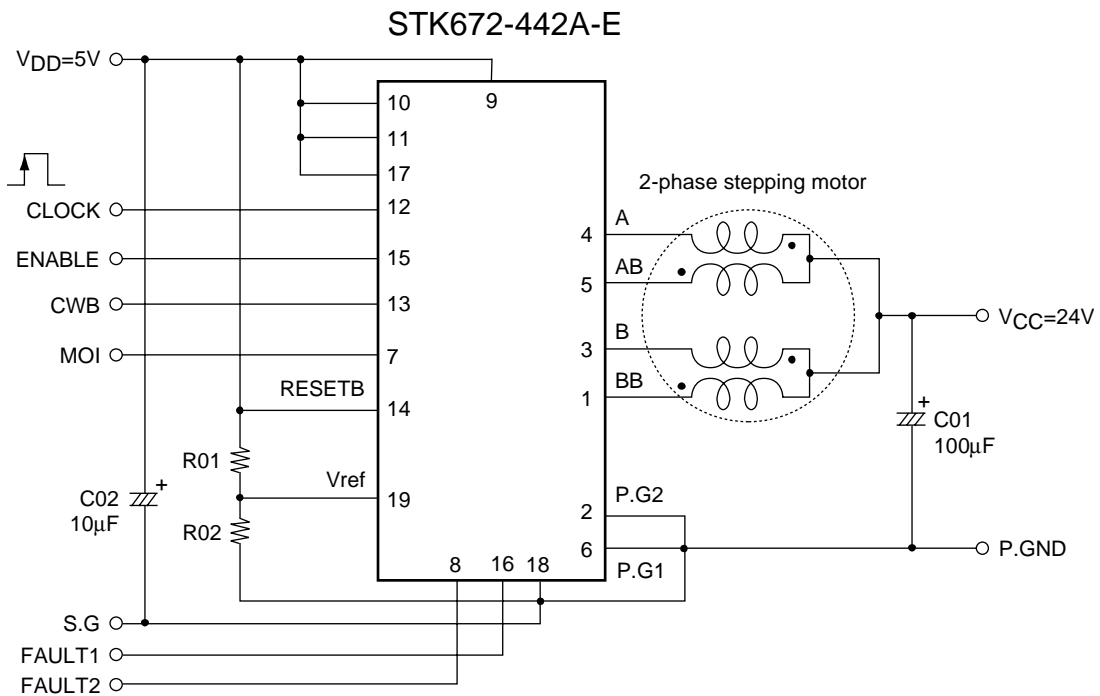 STK672-442A-E
VDD=5V
9
10
11
17
CLOCK
12
ENABLE
15
CWB
13
MOI
7
RESETB
14
R01
Vref
19
R02
C02
10μF
+
8
16
18
S.G
FAULT1
FAULT2
2-phase stepping motor
4
A
5
AB
3
B
1
BB
VCC=24V
+
C01
100μF
P.G2
2
6
P.G1
P.GND